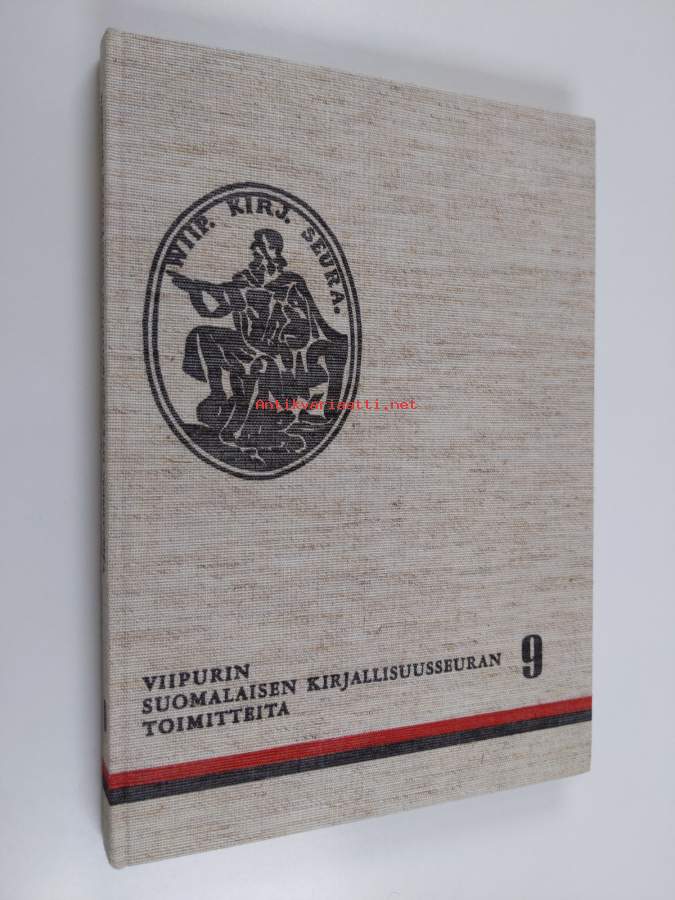 WIIP. KIRJ. SEURA.
Antikvariaatti.net
VIIPURIN
SUOMALAISEN KIRJALLISUUSSEURAN 9
TOIMITTEITA